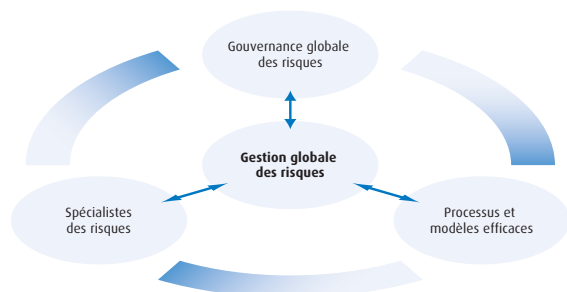 Gouvernance globale
des risques
Gestion globale
des risques
Spécialistes
des risques
Processus et
modèles efficaces